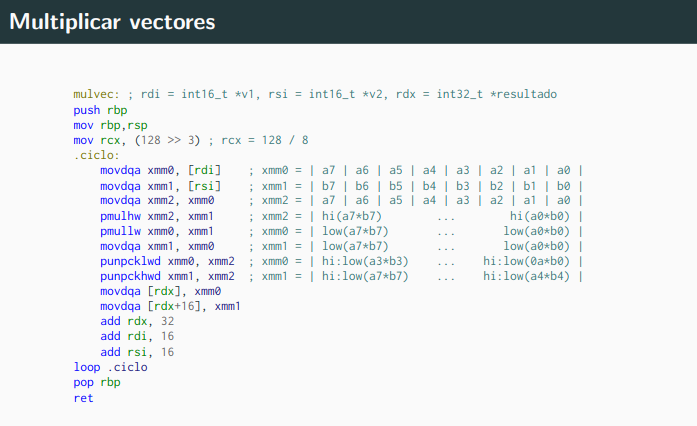 Multiplicar vectores
mulvec: ; rdi = int16_t *v1, rsi = int16_t *v2, rdx = int32_t *resultado
push rbp
mov rbp,rsp
mov rcx, (128 >> 3) ; rcx = 128 / 8
.ciclo:
movdqa xmm0, [rdi] ; xmm0 = | a7 | a6 | a5 | a4 | a3 | a2 | a1 | a0 |
movdqa xmm1, [rsi] ; xmm1 = | b7 | b6 | b5 | b4 | b3 | b2 | b1 | b0 |
movdqa xmm2, xmm0 ; xmm2 = | a7 | a6 | a5 | a4 | a3 | a2 | a1 | a0 |
pmulhw xmm2, xmm1 ; xmm2 = | hi(a7*b7) ... hi(a0*b0) |
pmullw xmm0, xmm1 ; xmm0 = | low(a7*b7) ... low(a0*b0) |
movdqa xmm1, xmm0 ; xmm1 = | low(a7*b7) ... low(a0*b0) |
punpcklwd xmm0, xmm2 ; xmm0 = | hi:low(a3*b3) ... hi:low(0a*b0) |
punpckhwd xmm1, xmm2 ; xmm1 = | hi:low(a7*b7) ... hi:low(a4*b4) |
movdqa [rdx], xmm0
movdqa [rdx+16], xmm1
add rdx, 32
add rdi, 16
add rsi, 16
loop .ciclo
pop rbp
ret